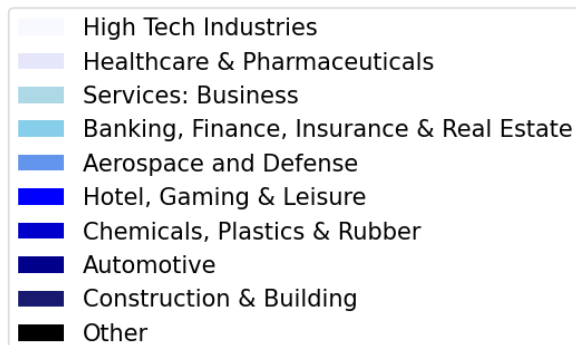 High Tech Industries
Healthcare & Pharmaceuticals
Services: Business
Banking, Finance, Insurance & Real Estate
Aerospace and Defense
Hotel, Gaming & Leisure
Chemicals, Plastics & Rubber
Automotive
Construction & Building
Other